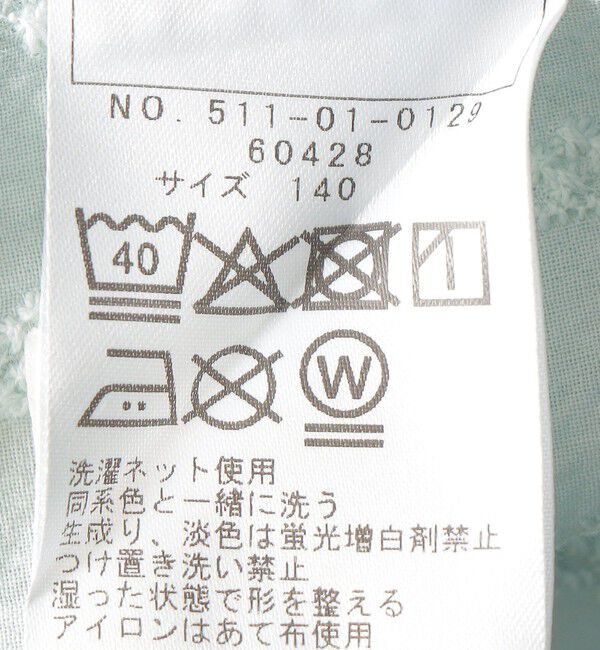 NO. 511-01-0129
60428
サイズ 140
40
W
洗濯ネット使用
同系色と一緒に洗う
生成り、淡色は蛍光増白剤禁止
つけ置き洗い禁止
湿った状態で形を整える
アイロンはあて布使用